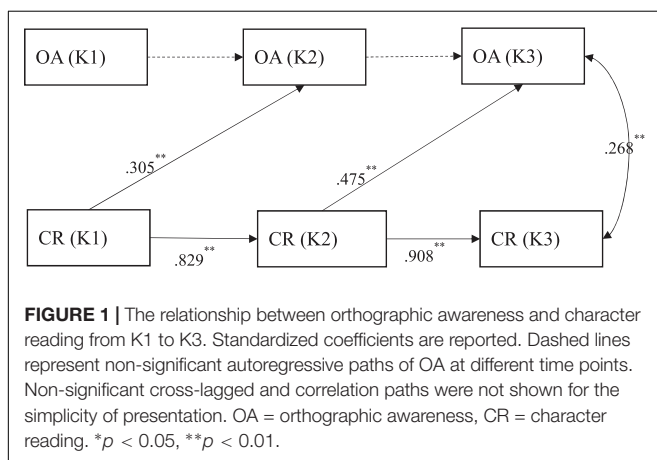 OA (K1)
OA (K2)
OA (K3)
.305**
.475**
.268**
CR (K1)
CR (K2)
CR (K3)
.829**
.908**
FIGURE 1 | The relationship between orthographic awareness and character
reading from K1 to K3. Standardized coefficients are reported. Dashed lines
represent non-significant autoregressive paths of OA at different time points.
Non-significant cross-lagged and correlation paths were not shown for the
simplicity of presentation. OA = orthographic awareness, CR = character
reading. *p < 0.05, **p < 0.01.